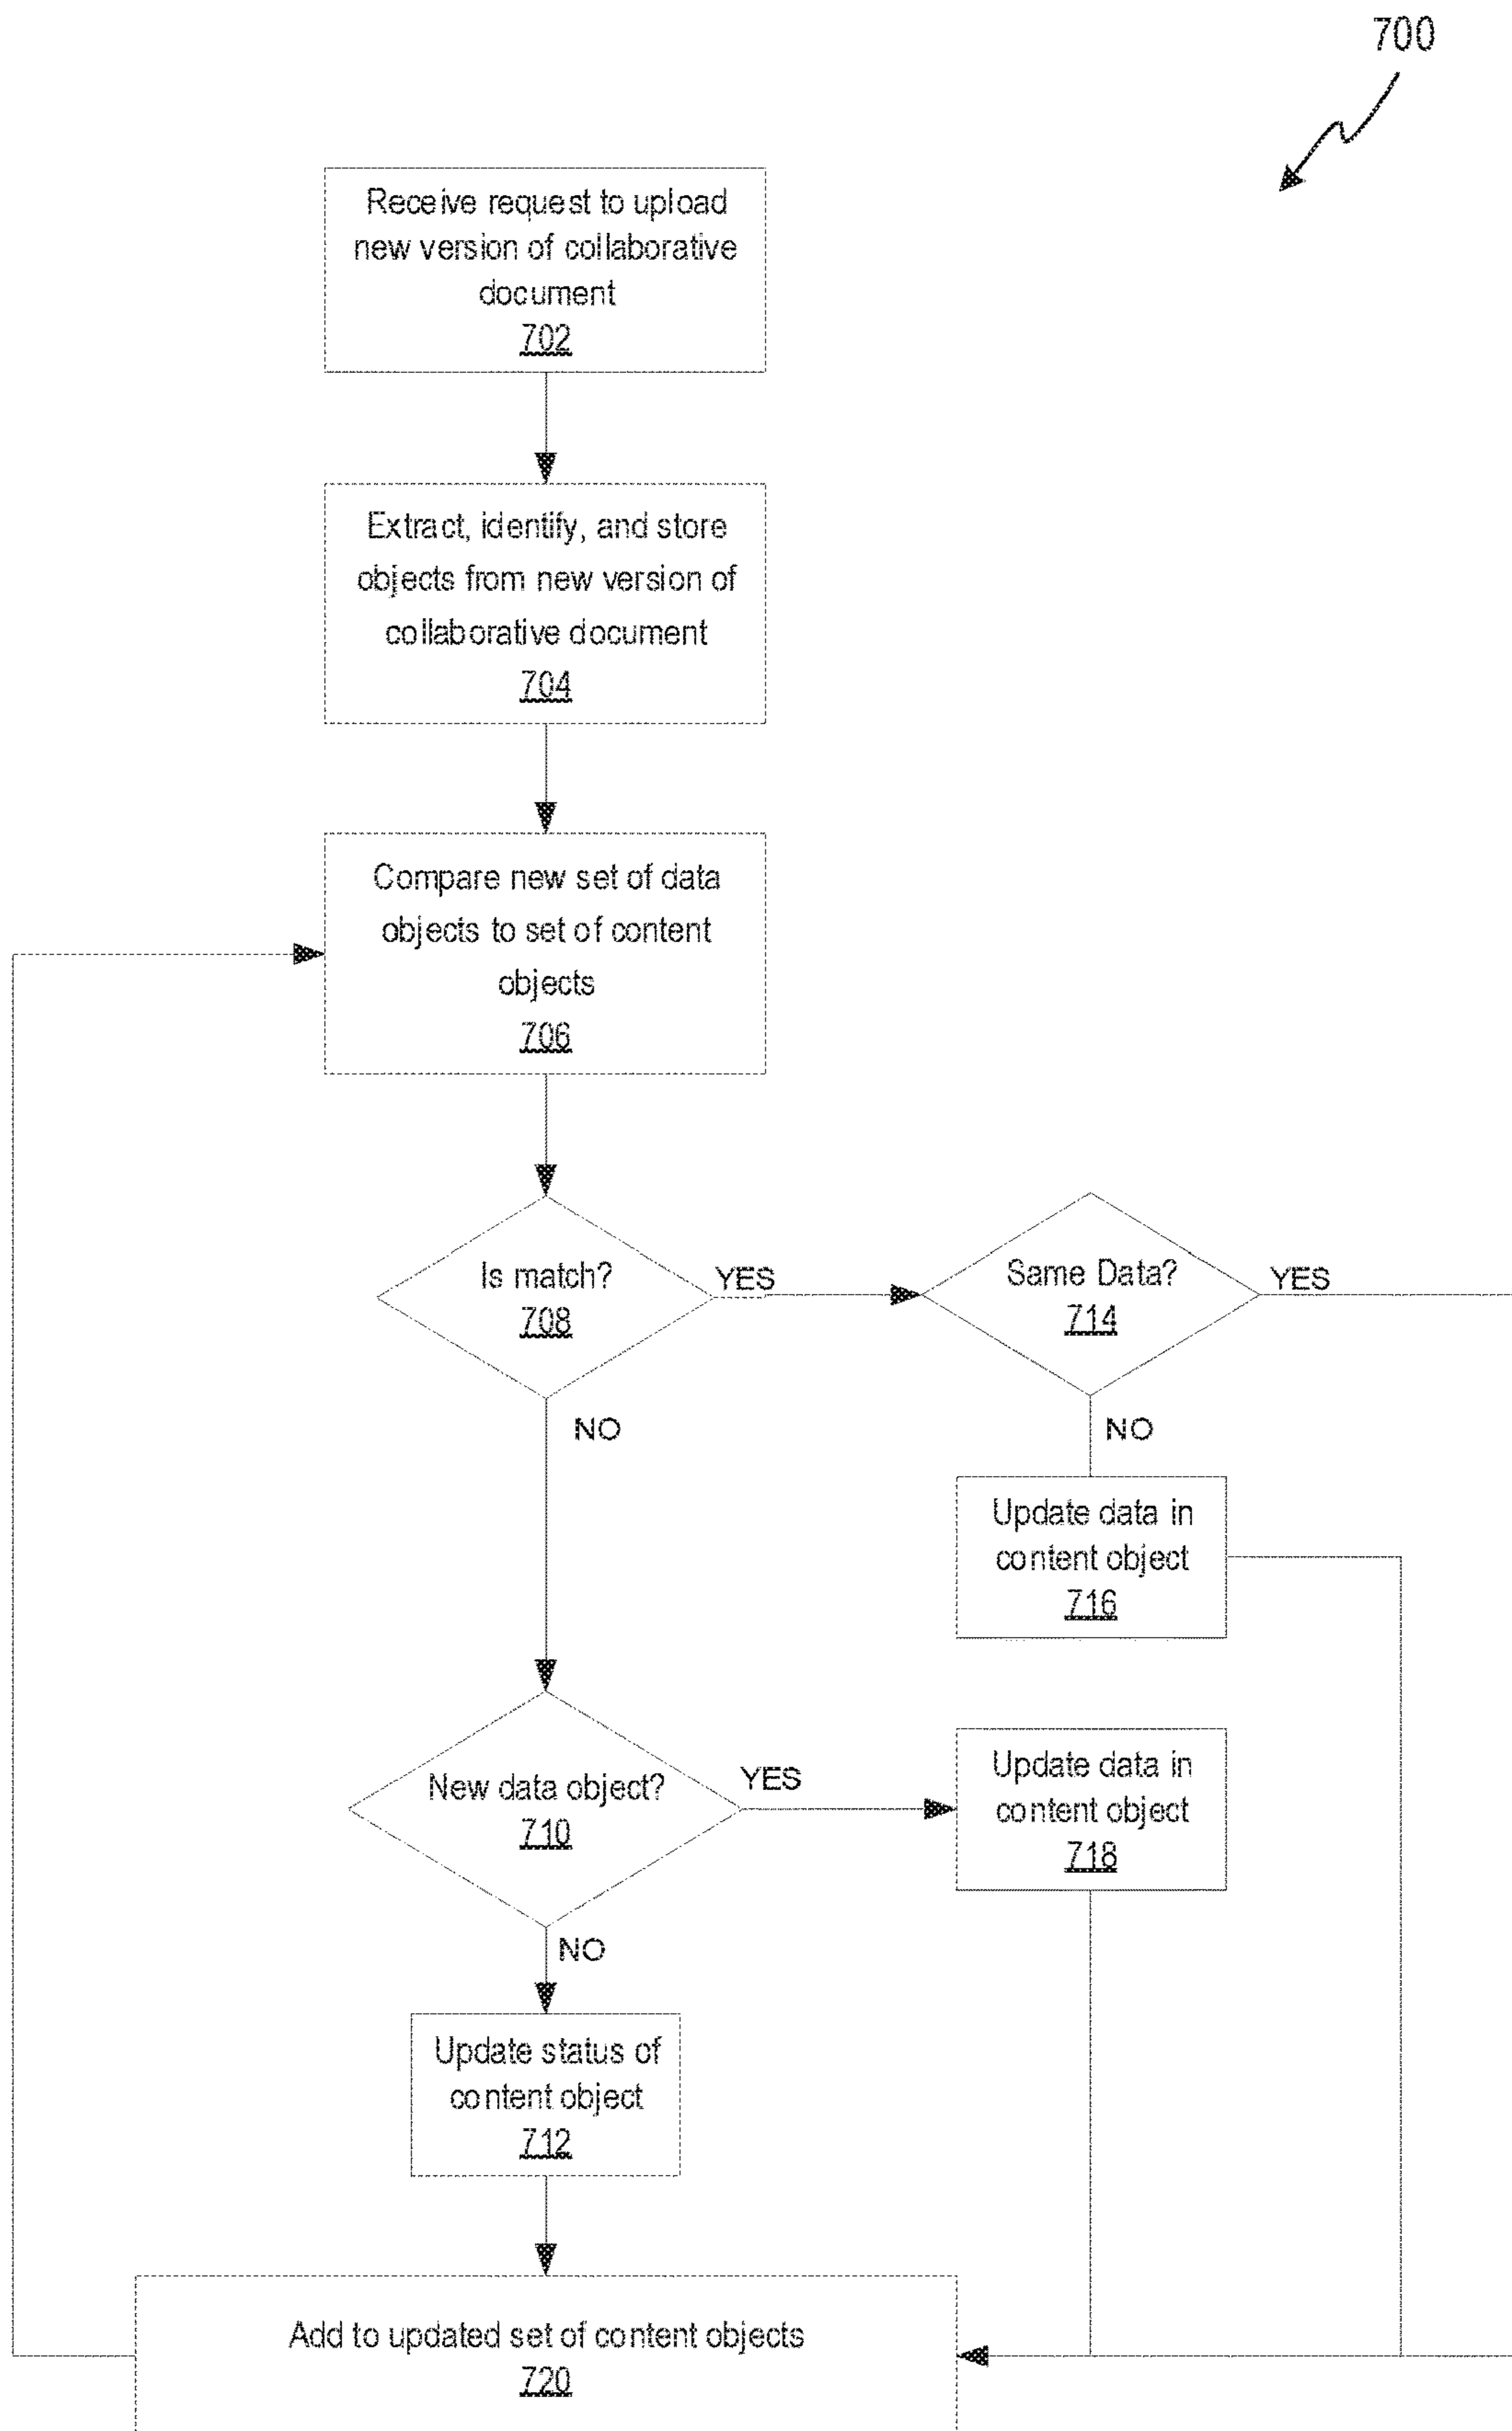 700
Receive request to upload
new version of collaborative
document
702
Extract, identify, and store
objects from new version of
collaborative document
704
Compare new set of data
objects to set of content
objects
706
Is match?
708
YES
Same Data?
714
YES
NO
NO
Update data in
content object
716
New data object?
710
YES
Update data in
content object
718
NO
Update status of
content object
712
Add to updated set of content objects
720